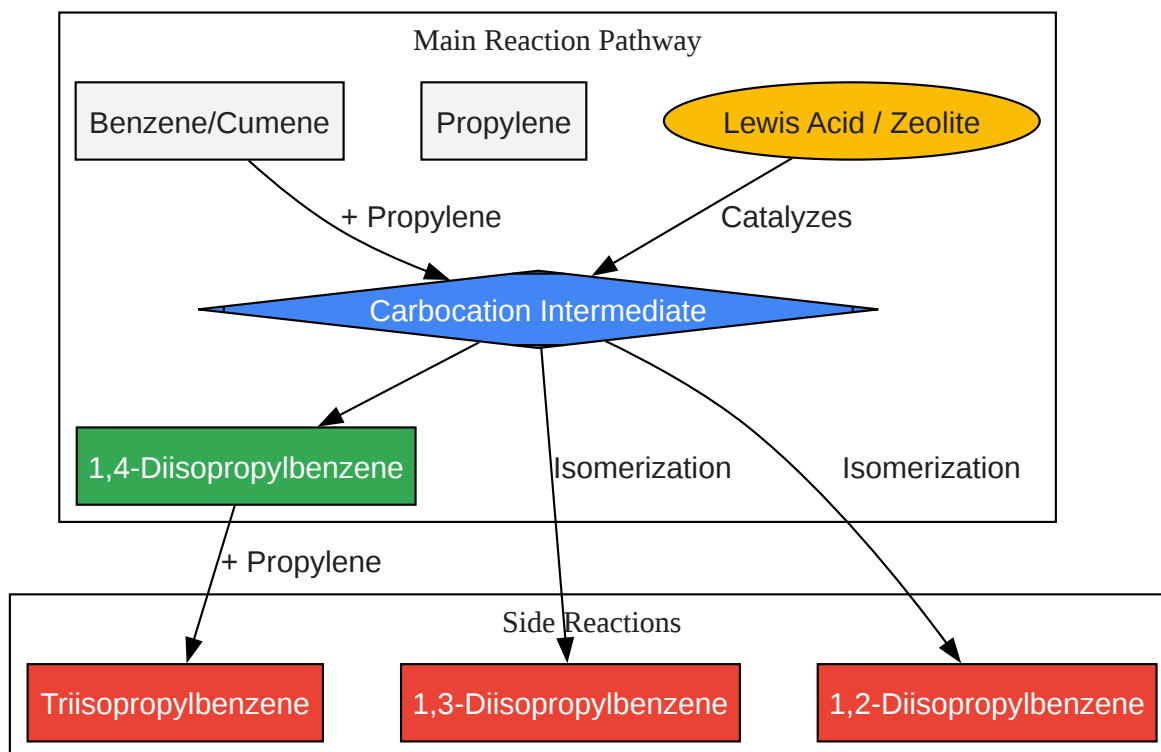 Main Reaction Pathway
Benzene/Cumene
Propylene
Lewis Acid / Zeolite
+ Propylene
Catalyzes
Carbocation Intermediate
1,4-Diisopropylbenzene
Isomerization
Isomerization
+ Propylene
Side Reactions
Triisopropylbenzene
1,3-Diisopropylbenzene
1,2-Diisopropylbenzene